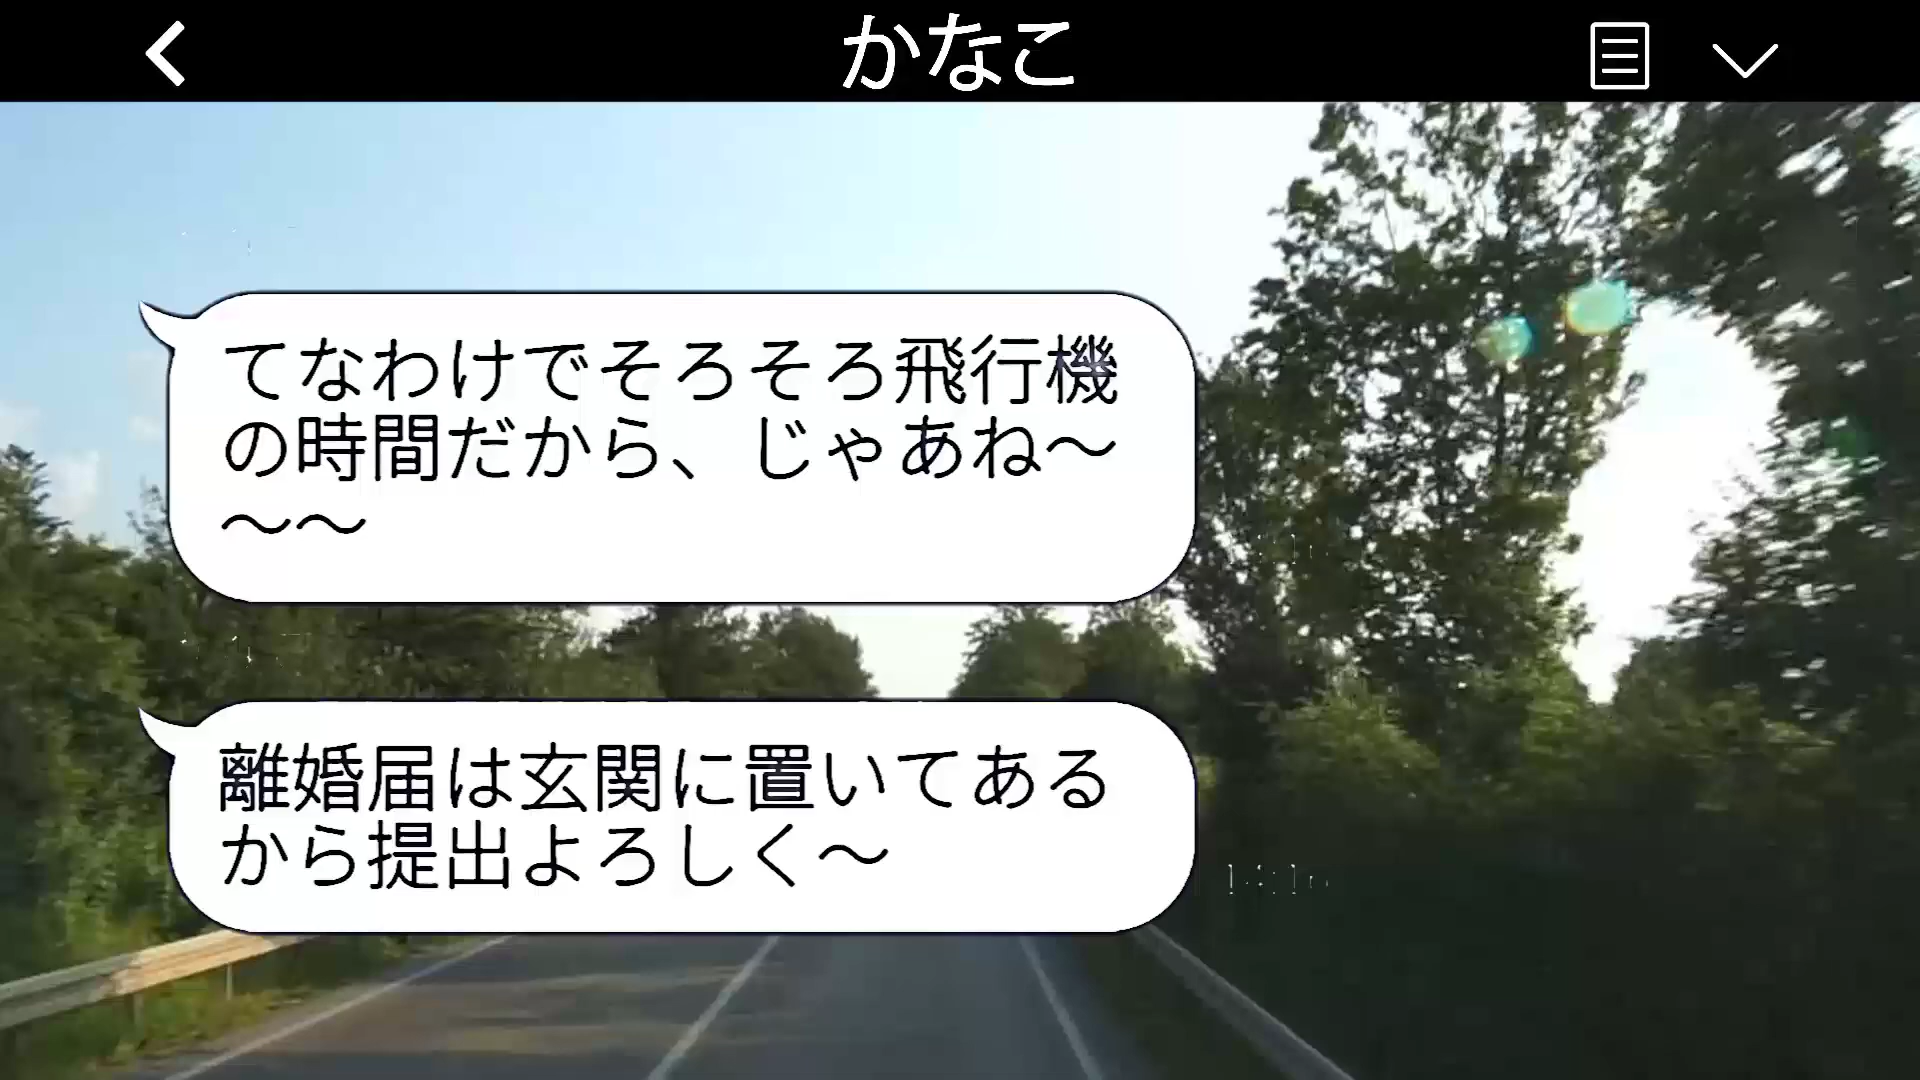 かなこ
てなわけでそろそろ飛行機
の時間だから、じゃあね～
～～
離婚届は玄関に置いてある
から提出よろしく～